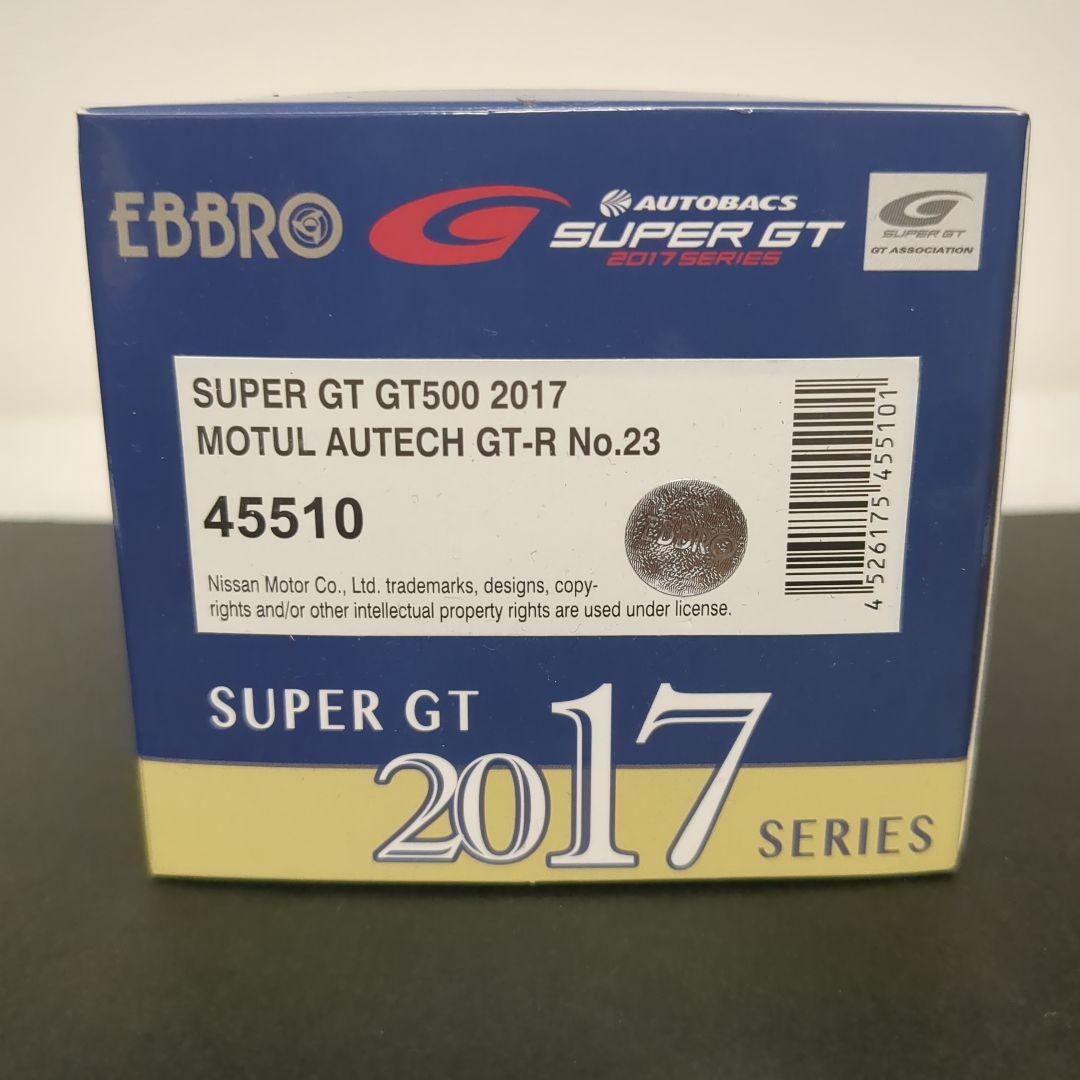 EBBRO
AUTOBACS
SUPER GT
2017 SERIES
SUPER GT
GT ASSOCIATION
SUPER GT GT500 2017
MOTUL AUTECH GT-R No.23
45510
EBBRO
Nissan Motor Co., Ltd. trademarks, designs, copy-
rights and/or other intellectual property rights are used under license.
4 526175 455101
SUPER GT
2017
SERIES